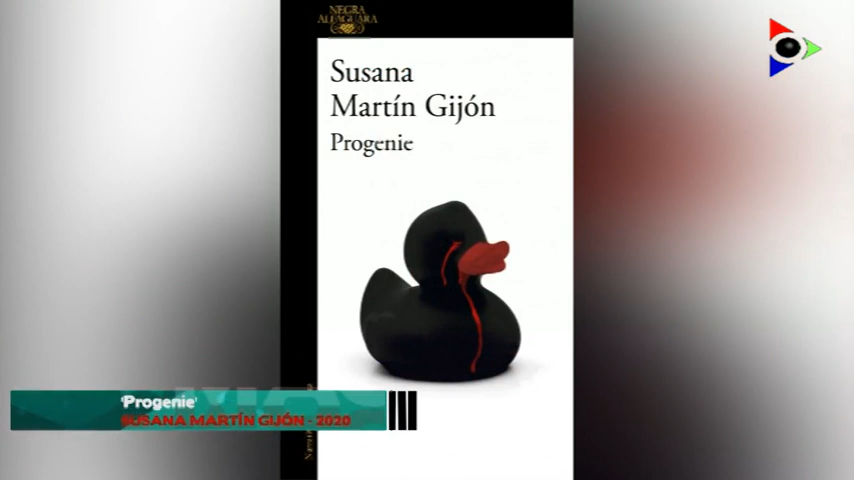 NEGRA
ALFAGUARA
Susana
Martín Gijón
Progenie
'Progenie'
SUSANA MARTÍN GIJÓN - 2020